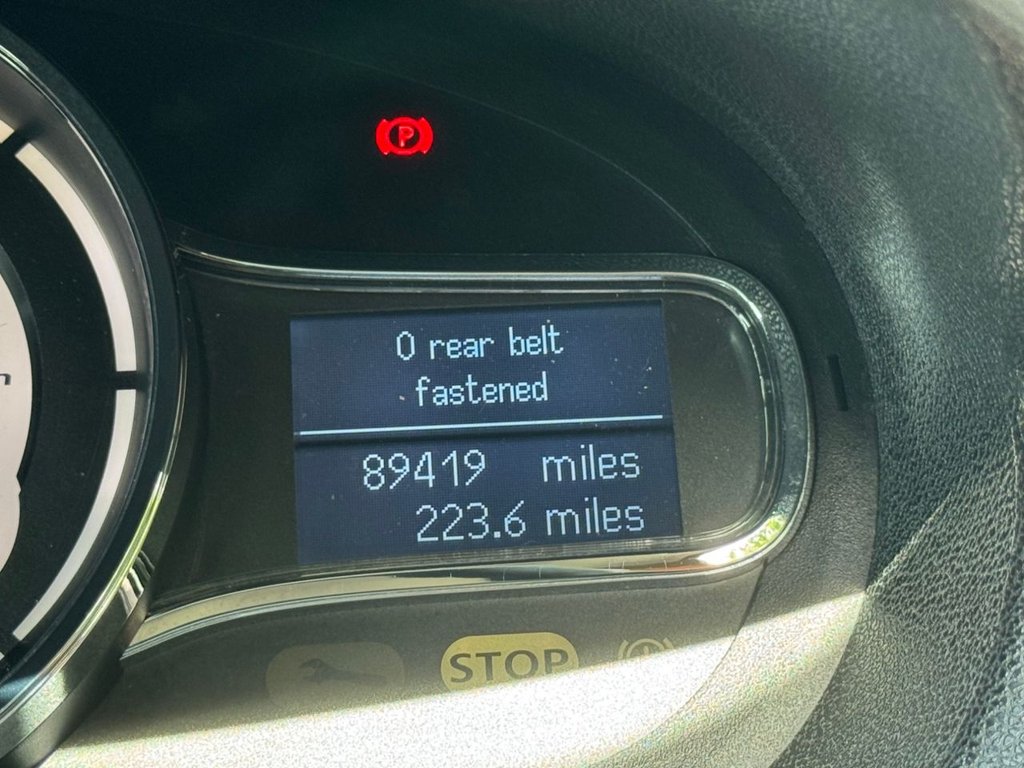 P
0 rear belt
fastened
89419 miles
223.6 miles
STOP